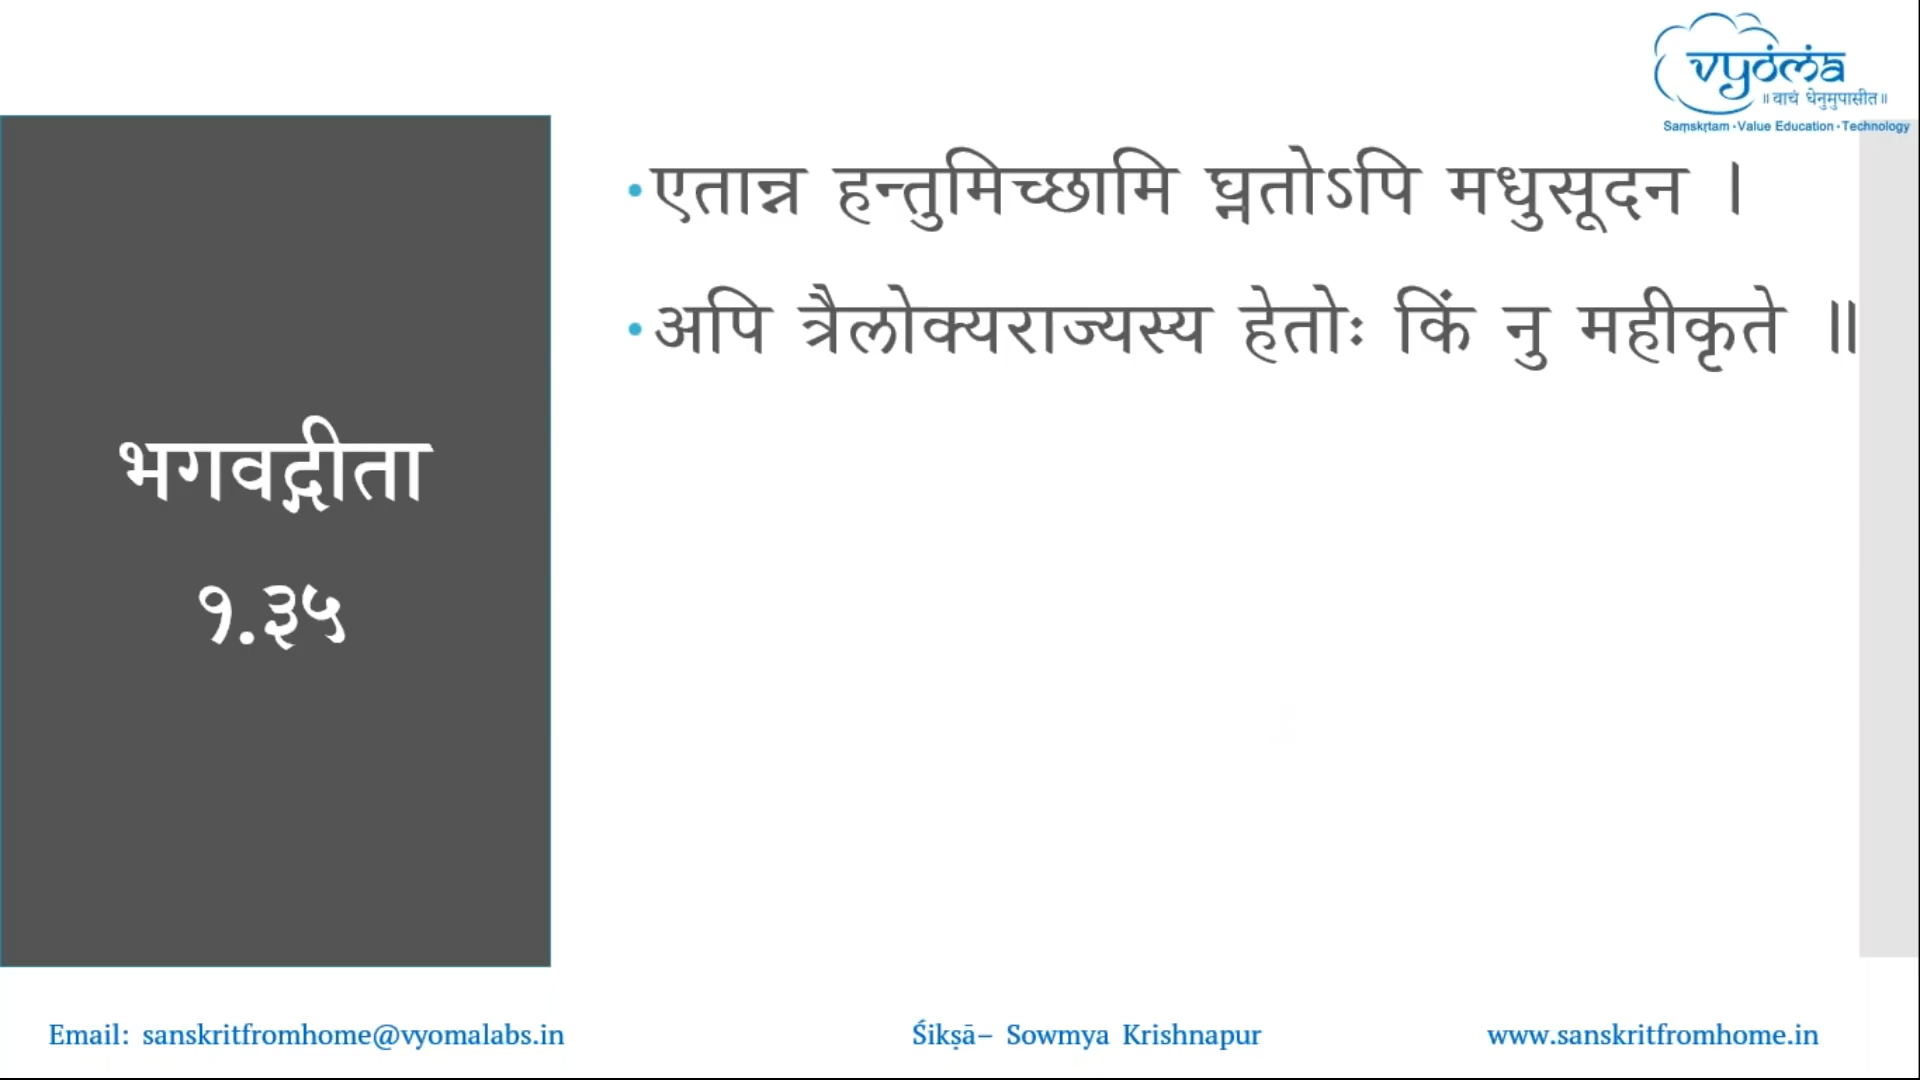 vyoma
॥ वाचं धेनुमुपासीत ॥
Saṃskṛtam - Value Education - Technology
• एतान्न हन्तुमिच्छामि घ्नतोऽपि मधुसूदन ।
• अपि त्रैलोक्यराज्यस्य हेतोः किं नु महीकृते ॥
भगवद्गीता
१.३५
Email: sanskritfromhome@vyomalabs.in
Śikṣā– Sowmya Krishnapur
www.sanskritfromhome.in